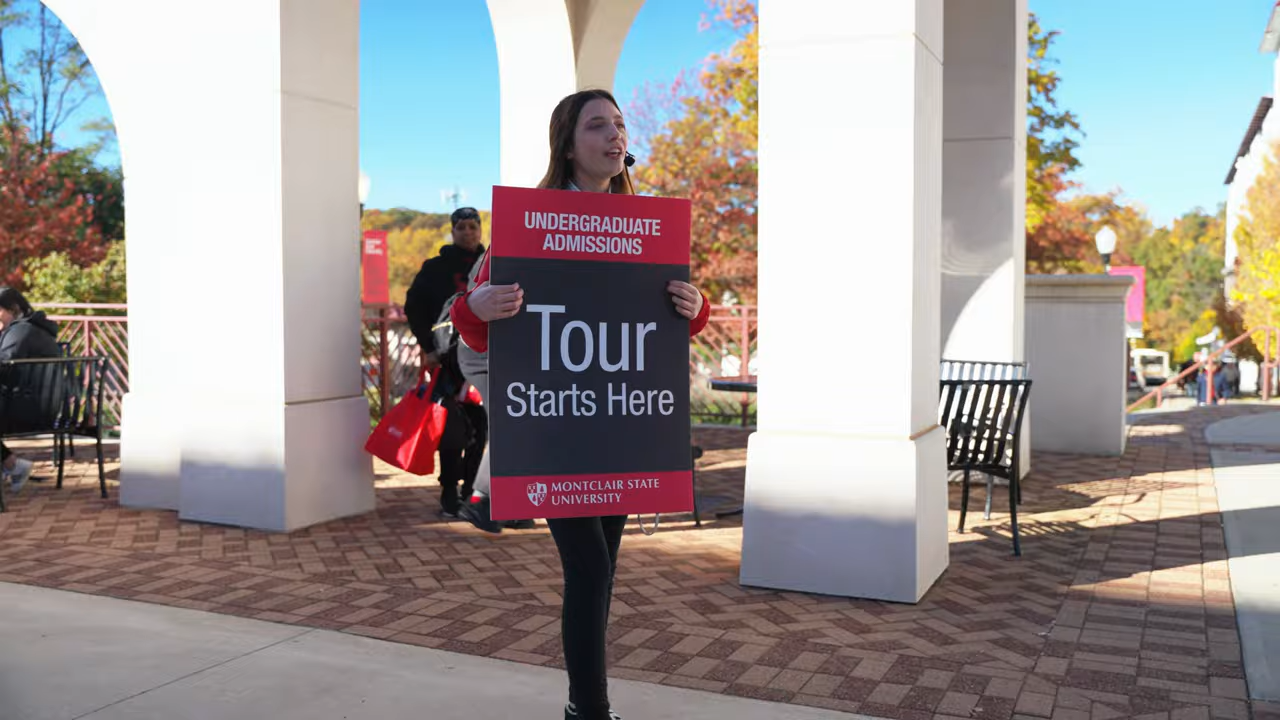 UNDERGRADUATE
ADMISSIONS
Tour
Starts Here
MONTCLAIR STATE
UNIVERSITY